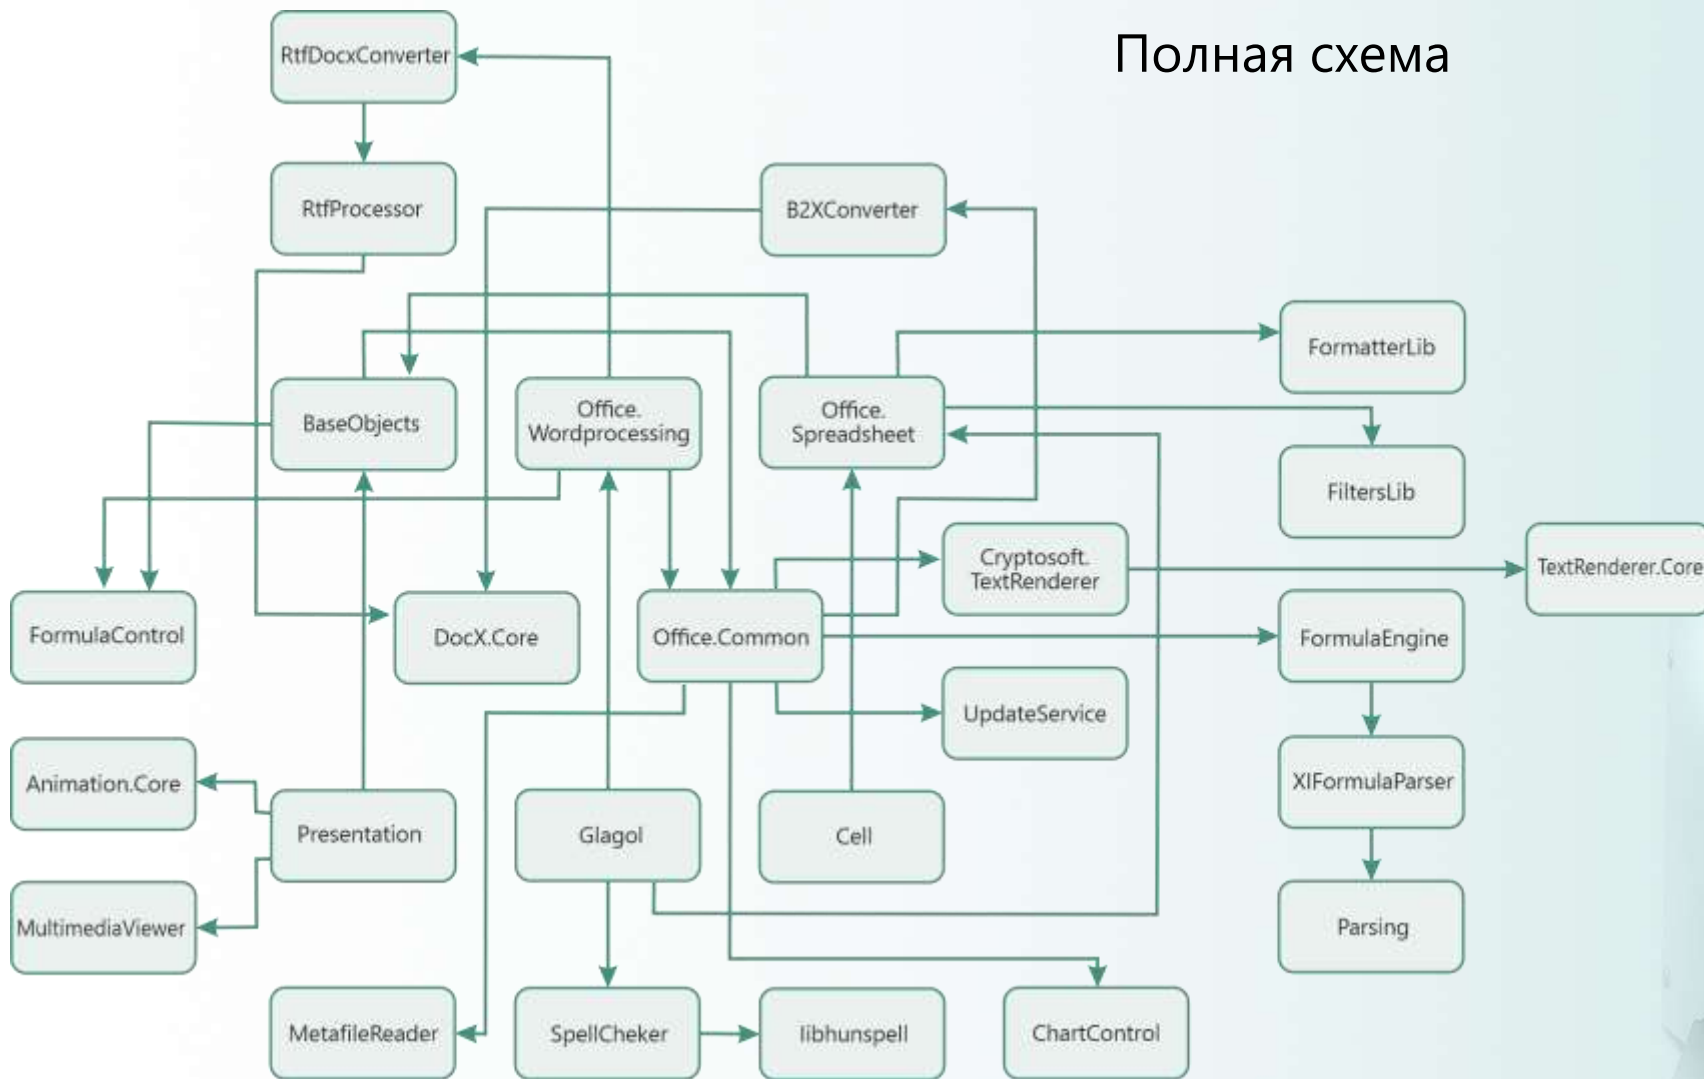 Полная схема
RtfDocxConverter
RtfProcessor
B2XConverter
FormatterLib
BaseObjects
Office.
Wordprocessing
Office.
Spreadsheet
FiltersLib
Cryptosoft.
TextRenderer
TextRenderer.Core
FormulaControl
DocX.Core
Office.Common
FormulaEngine
UpdateService
Animation.Core
Presentation
Glagol
Cell
XlFormulaParser
MultimediaViewer
Parsing
MetafileReader
SpellCheker
libhunspell
ChartControl